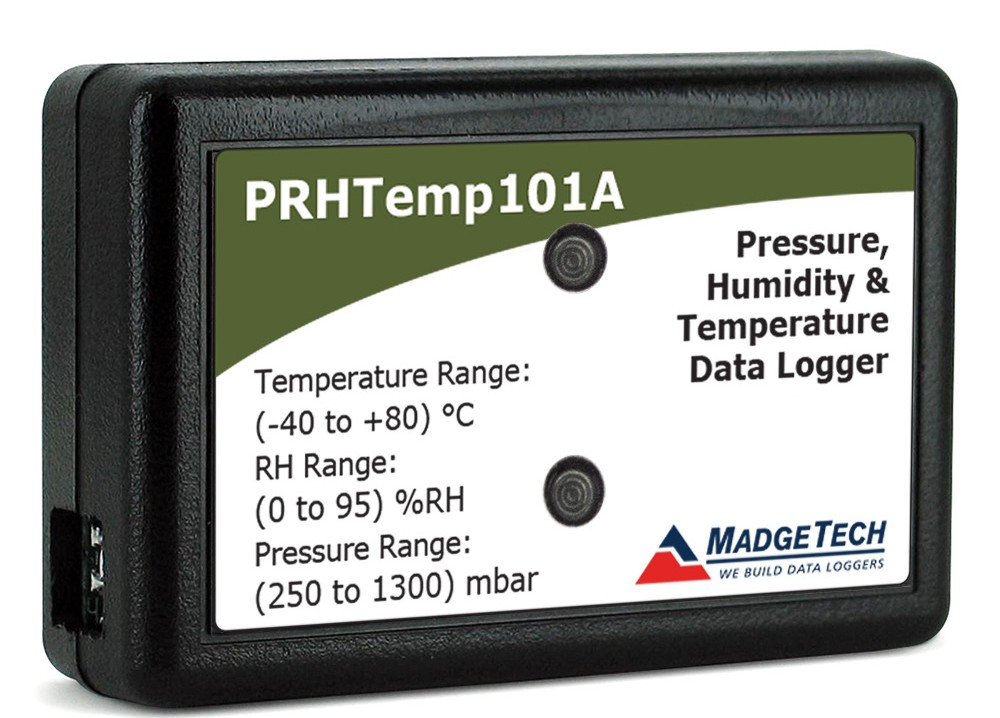 PRHTemp101A
Pressure,
Humidity &
Temperature
Data Logger
Temperature Range:
(-40 to +80) °C
RH Range:
(0 to 95) %RH
Pressure Range:
(250 to 1300) mbar
MADGETECH
WE BUILD DATA LOGGERS